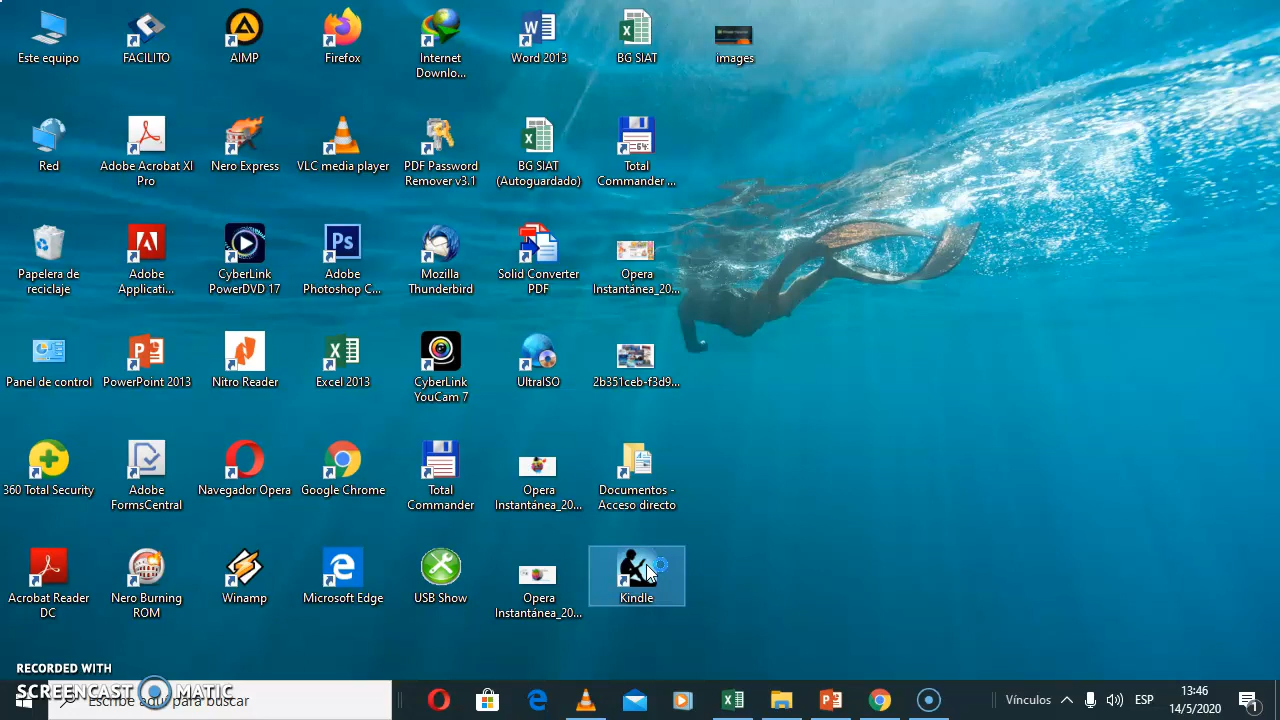 Este equipo
FACILITO
AIMP
Firefox
Internet
Downlo...
Word 2013
BG SIAT
images
Red
Adobe Acrobat XI
Pro
Nero Express
VLC media player
PDF Password
Remover v3.1
BG SIAT
(Autoguardado)
Total
Commander ...
Papelera de
reciclaje
Adobe
Applicati...
CyberLink
PowerDVD 17
Adobe
Photoshop C...
Mozilla
Thunderbird
Solid Converter
PDF
Opera
Instantánea_20...
Panel de control
PowerPoint 2013
Nitro Reader
Excel 2013
CyberLink
YouCam 7
UltraISO
2b351ceb-f3d9...
360 Total Security
Adobe
FormsCentral
Navegador Opera
Google Chrome
Total
Commander
Opera
Instantánea_20...
Documentos -
Acceso directo
Acrobat Reader
DC
Nero Burning
ROM
Winamp
Microsoft Edge
USB Show
Opera
Instantánea_20...
Kindle
RECORDED WITH
SCREENCAST MATIC
Escribe aquí para buscar
Vínculos
ESP
13:46
14/5/2020
1